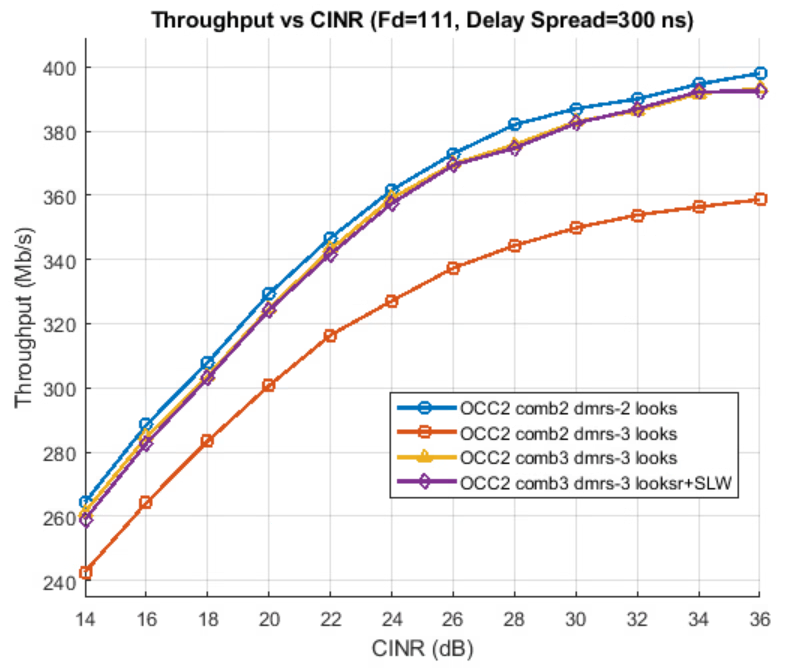 Throughput vs CINR (Fd=111, Delay Spread=300 ns)
400
380
360
340
320
300
280
260
240
Throughput (Mb/s)
OCC2 comb2 dmrs-2 looks
OCC2 comb2 dmrs-3 looks
OCC2 comb3 dmrs-3 looks
OCC2 comb3 dmrs-3 looksr+SLW
14 16 18 20 22 24 26 28 30 32 34 36
CINR (dB)